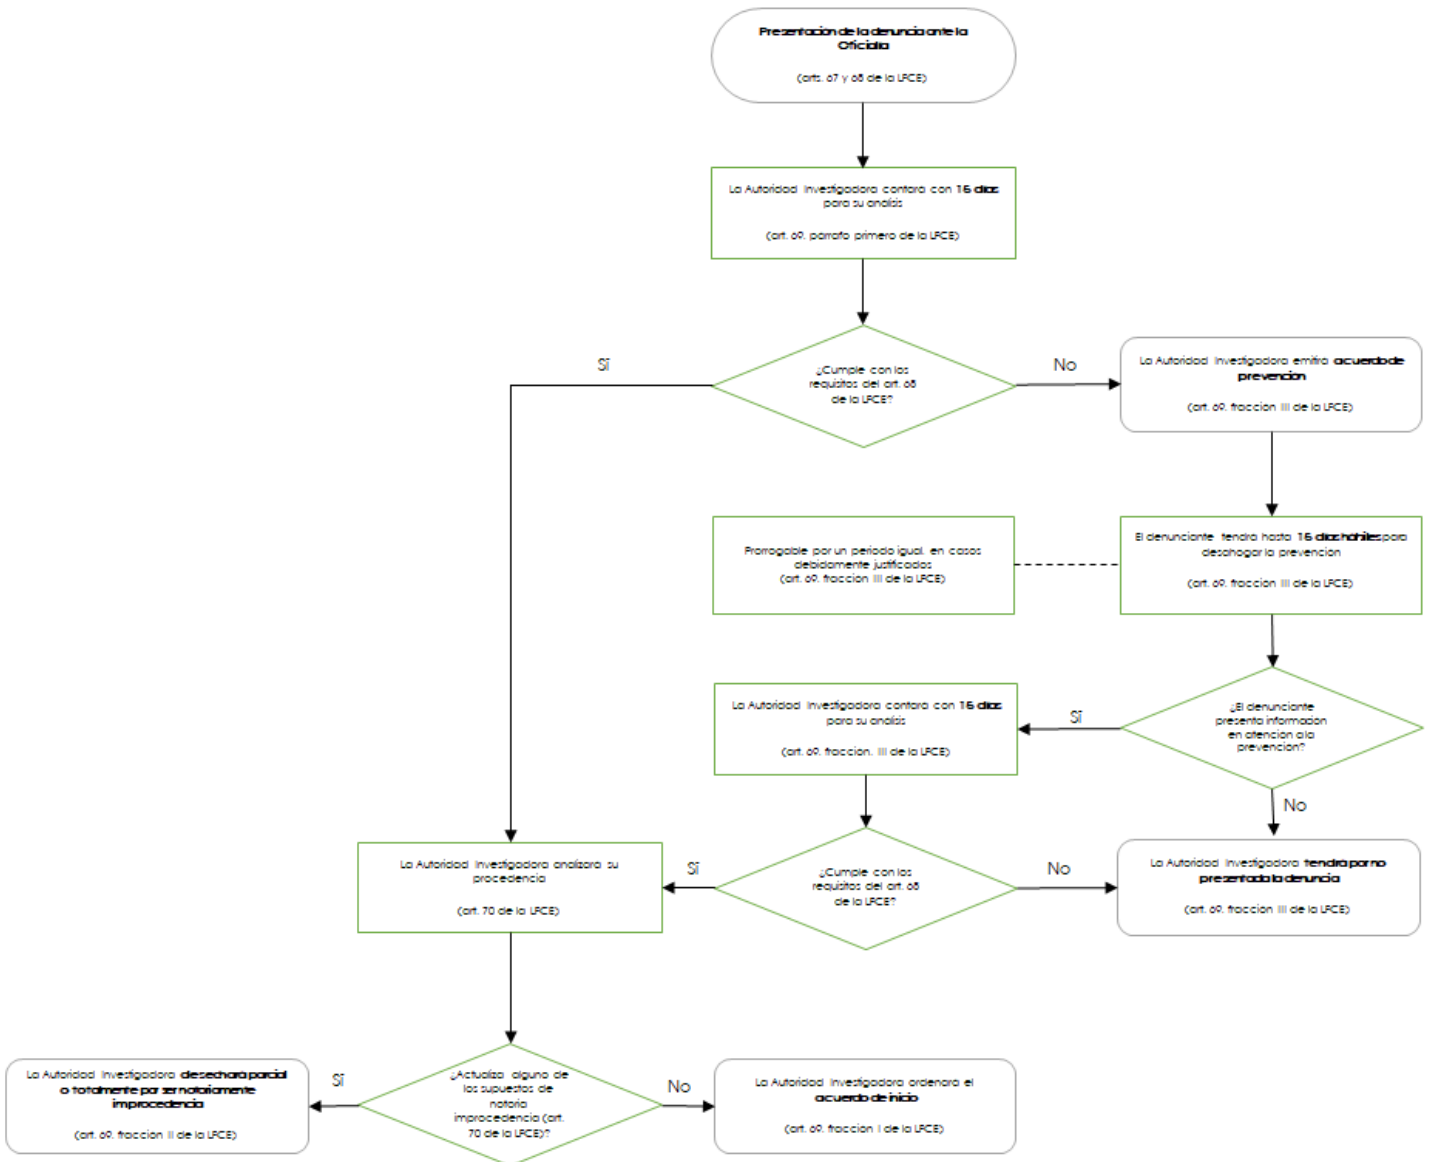 Presentación de la denuncia ante la
Oficialía
(arts. 67 y 68 de la LFCE)
La Autoridad Investigadora contará con 15 días
para su análisis
(art. 69, párrafo primero de la LFCE)
¿Cumple con los
requisitos del art. 68
de la LFCE?
Sí
No
La Autoridad Investigadora emitirá acuerdo de
prevención
(art. 69, fracción III de la LFCE)
Prorrogable por un periodo igual, en casos
debidamente justificados
(art. 69, fracción III de la LFCE)
El denunciante tendrá hasta 15 días hábiles para
desahogar la prevención
(art. 69, fracción III de la LFCE)
La Autoridad Investigadora contará con 15 días
para su análisis
(art. 69, fracción, III de la LFCE)
Sí
¿El denunciante
presenta información
en atención a la
prevención?
No
La Autoridad Investigadora analizará su
procedencia
(art. 70 de la LFCE)
Sí
¿Cumple con los
requisitos del art. 68
de la LFCE?
No
La Autoridad Investigadora tendrá por no
presentada la denuncia
(art. 69, fracción III de la LFCE)
La Autoridad Investigadora desechará parcial
o totalmente por ser notoriamente
improcedencia
(art. 69, fracción II de la LFCE)
Sí
¿Actualiza alguno de
los supuestos de
notoria
improcedencia (art.
70 de la LFCE)?
No
La Autoridad Investigadora ordenará el
acuerdo de inicio
(art. 69, fracción I de la LFCE)